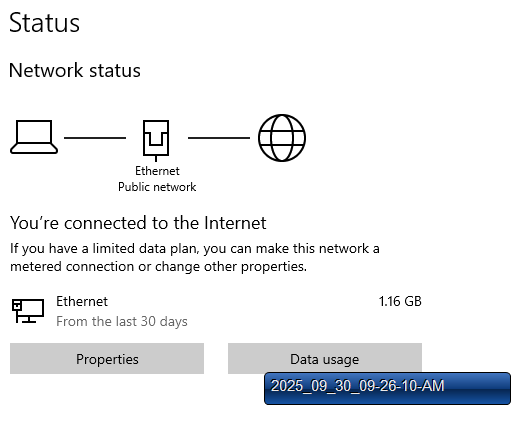 Status
Network status
Ethernet
Public network
You're connected to the Internet
If you have a limited data plan, you can make this network a
metered connection or change other properties.
Ethernet 1.16 GB
From the last 30 days
Properties Data usage
2025_09_30_09-26-10-AM